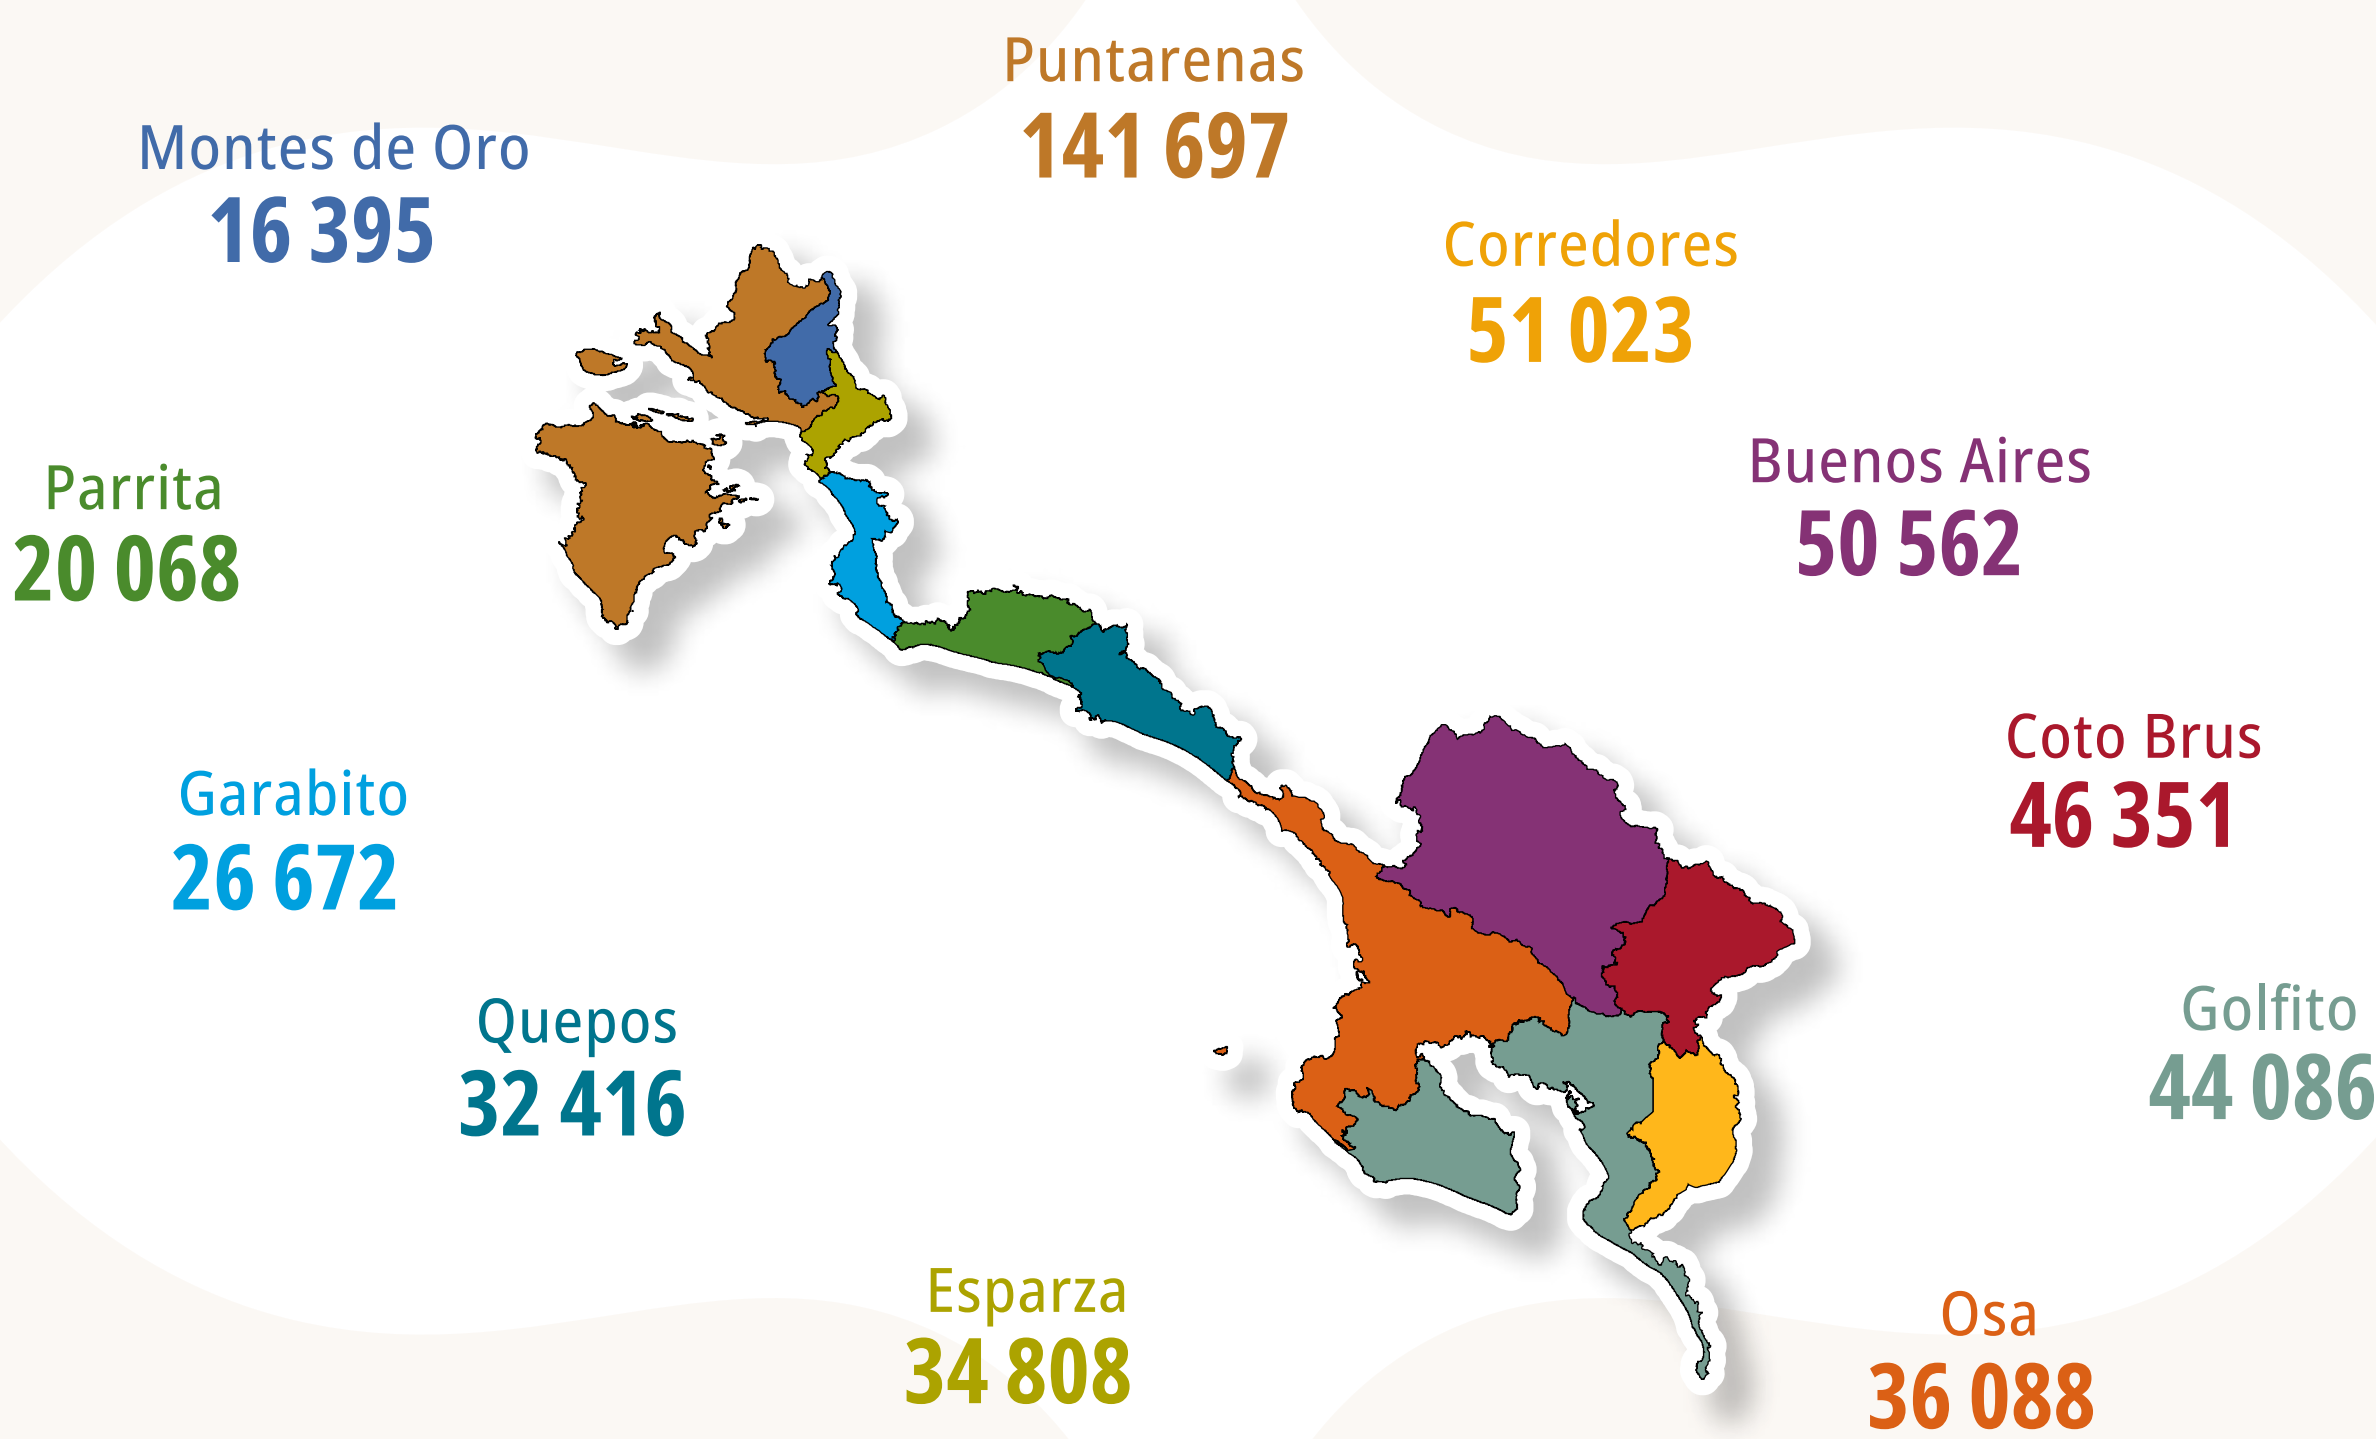 Puntarenas
141 697
Montes de Oro
16 395
Corredores
51 023
Buenos Aires
50 562
Parrita
20 068
Coto Brus
46 351
Garabito
26 672
Golfito
44 086
Quepos
32 416
Esparza
34 808
Osa
36 088